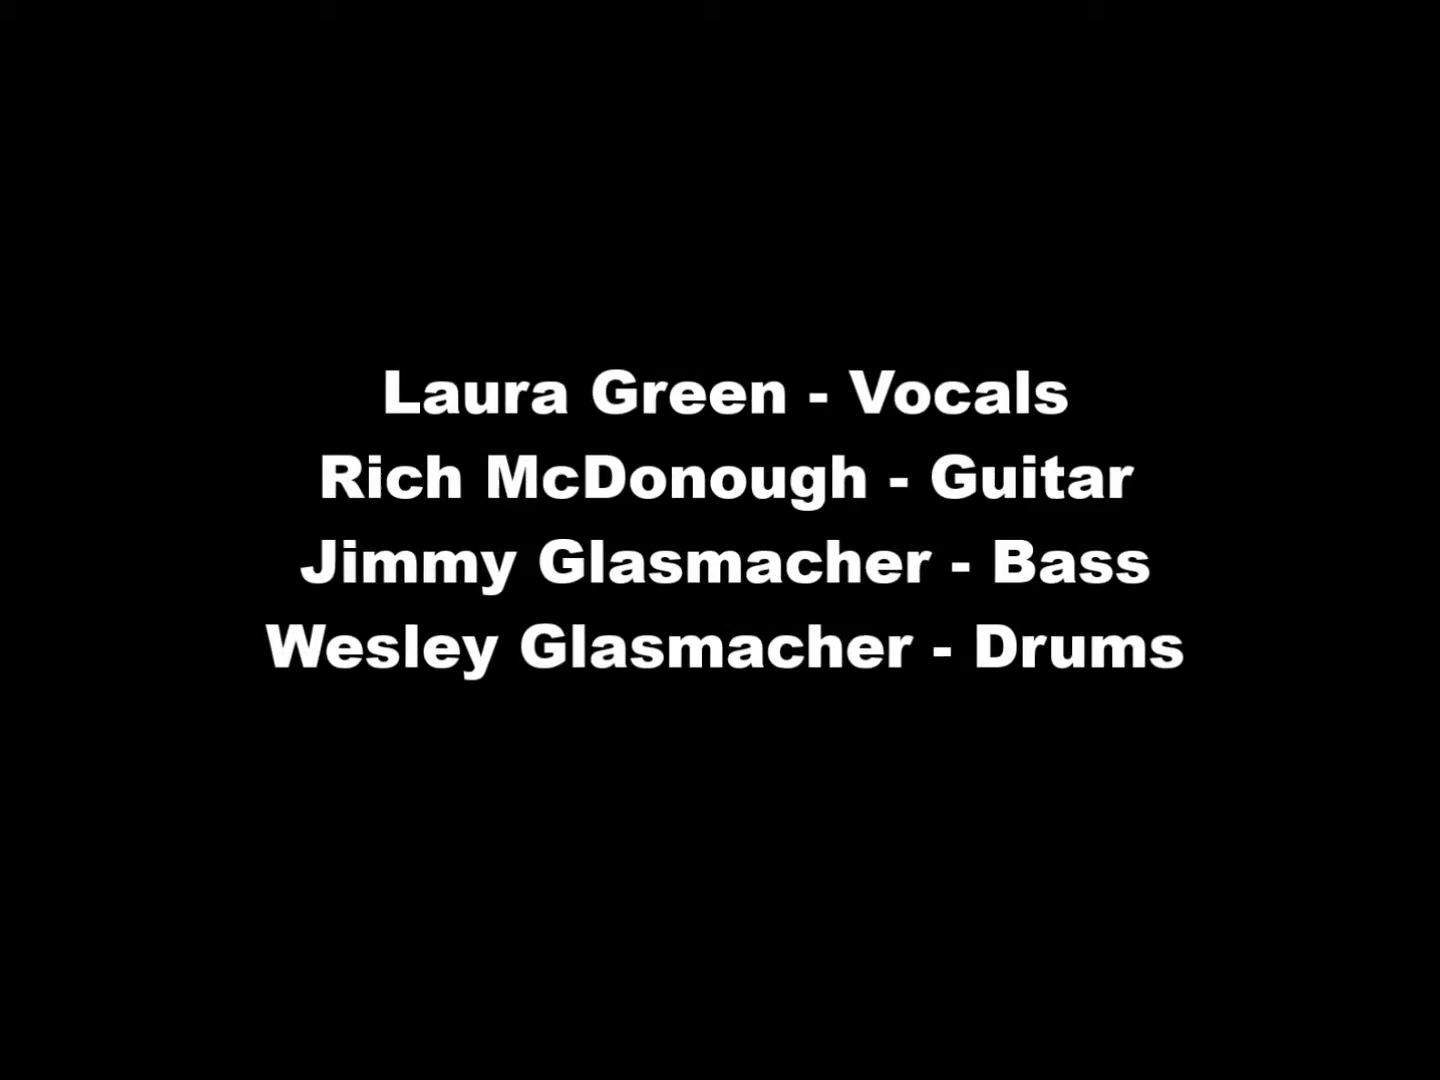 Laura Green - Vocals
Rich McDonough - Guitar
Jimmy Glasmacher - Bass
Wesley Glasmacher - Drums